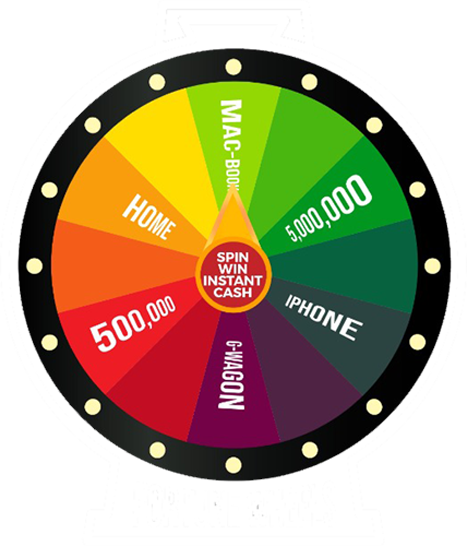 MAC-BOOK
5,000,000
HOME
SPIN
WIN
INSTANT
CASH
500,000
IPHONE
G-WAGON